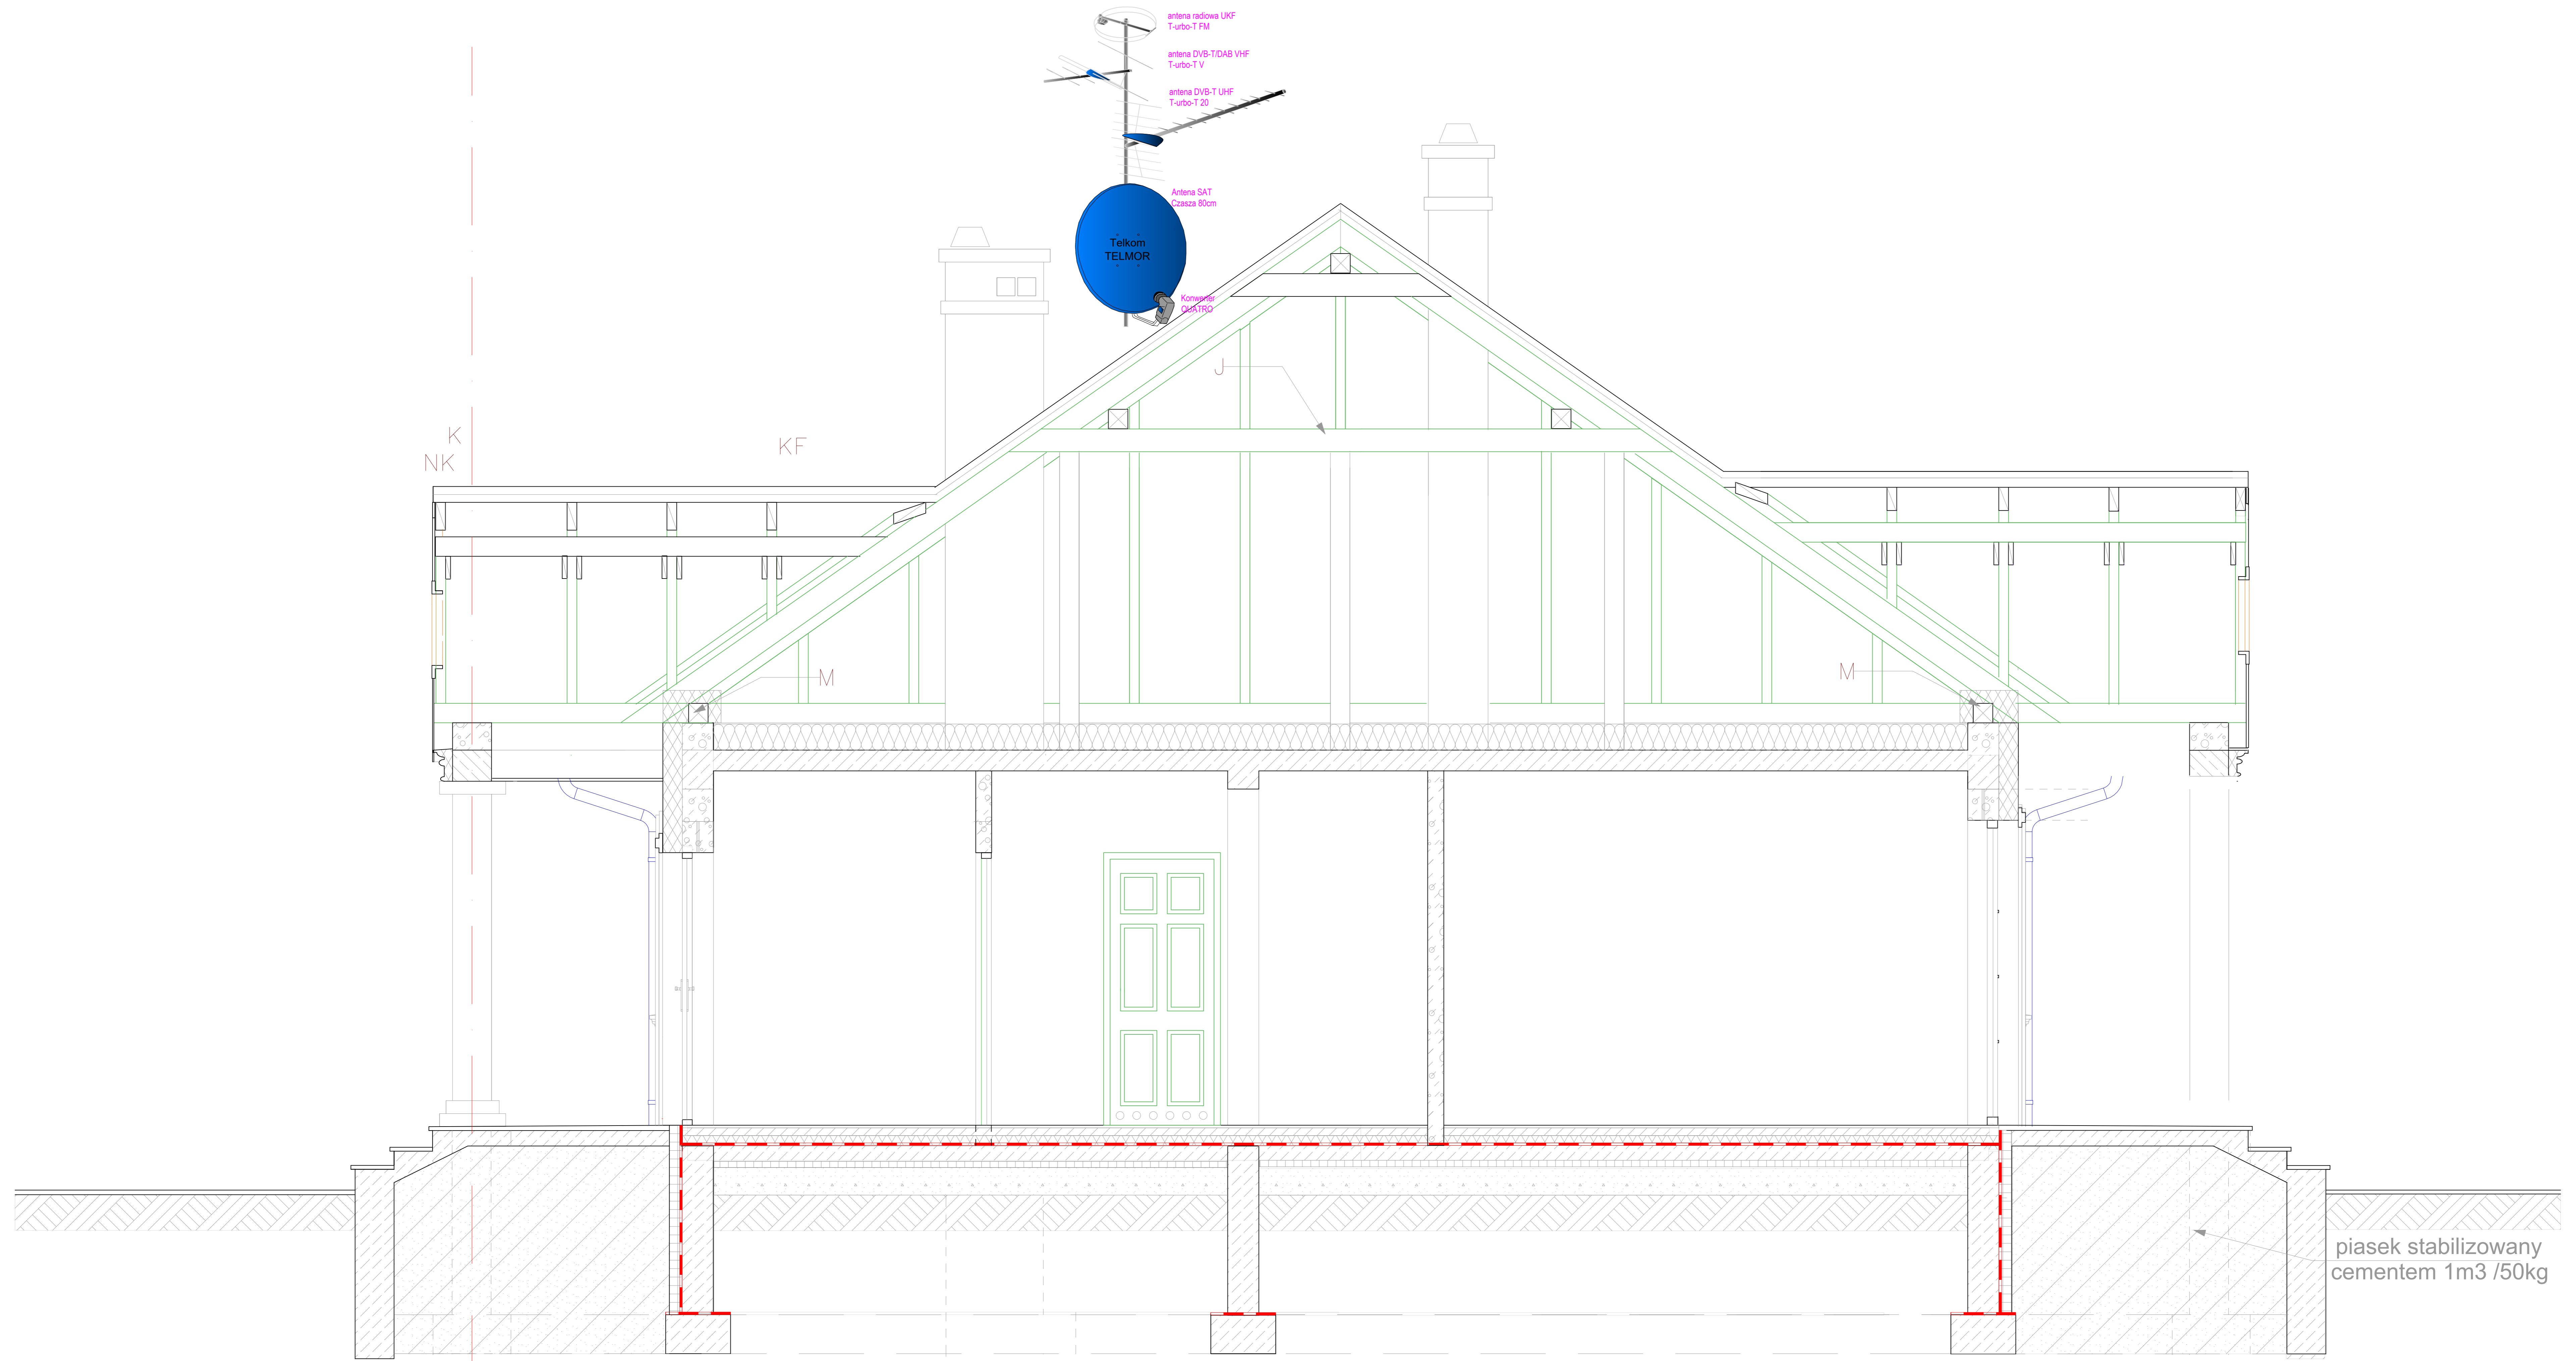 antena radiowa UKF
T-urbo-T FM
antena DVB-T/DAB VHF
T-urbo-T V
antena DVB-T UHF
T-urbo-T 20
Antena SAT
Czasza 80cm
Telkom
TELMOR
Konwerter
QUATRO
J
K
NK
KF
M
M
piasek stabilizowany
cementem 1m3 /50kg